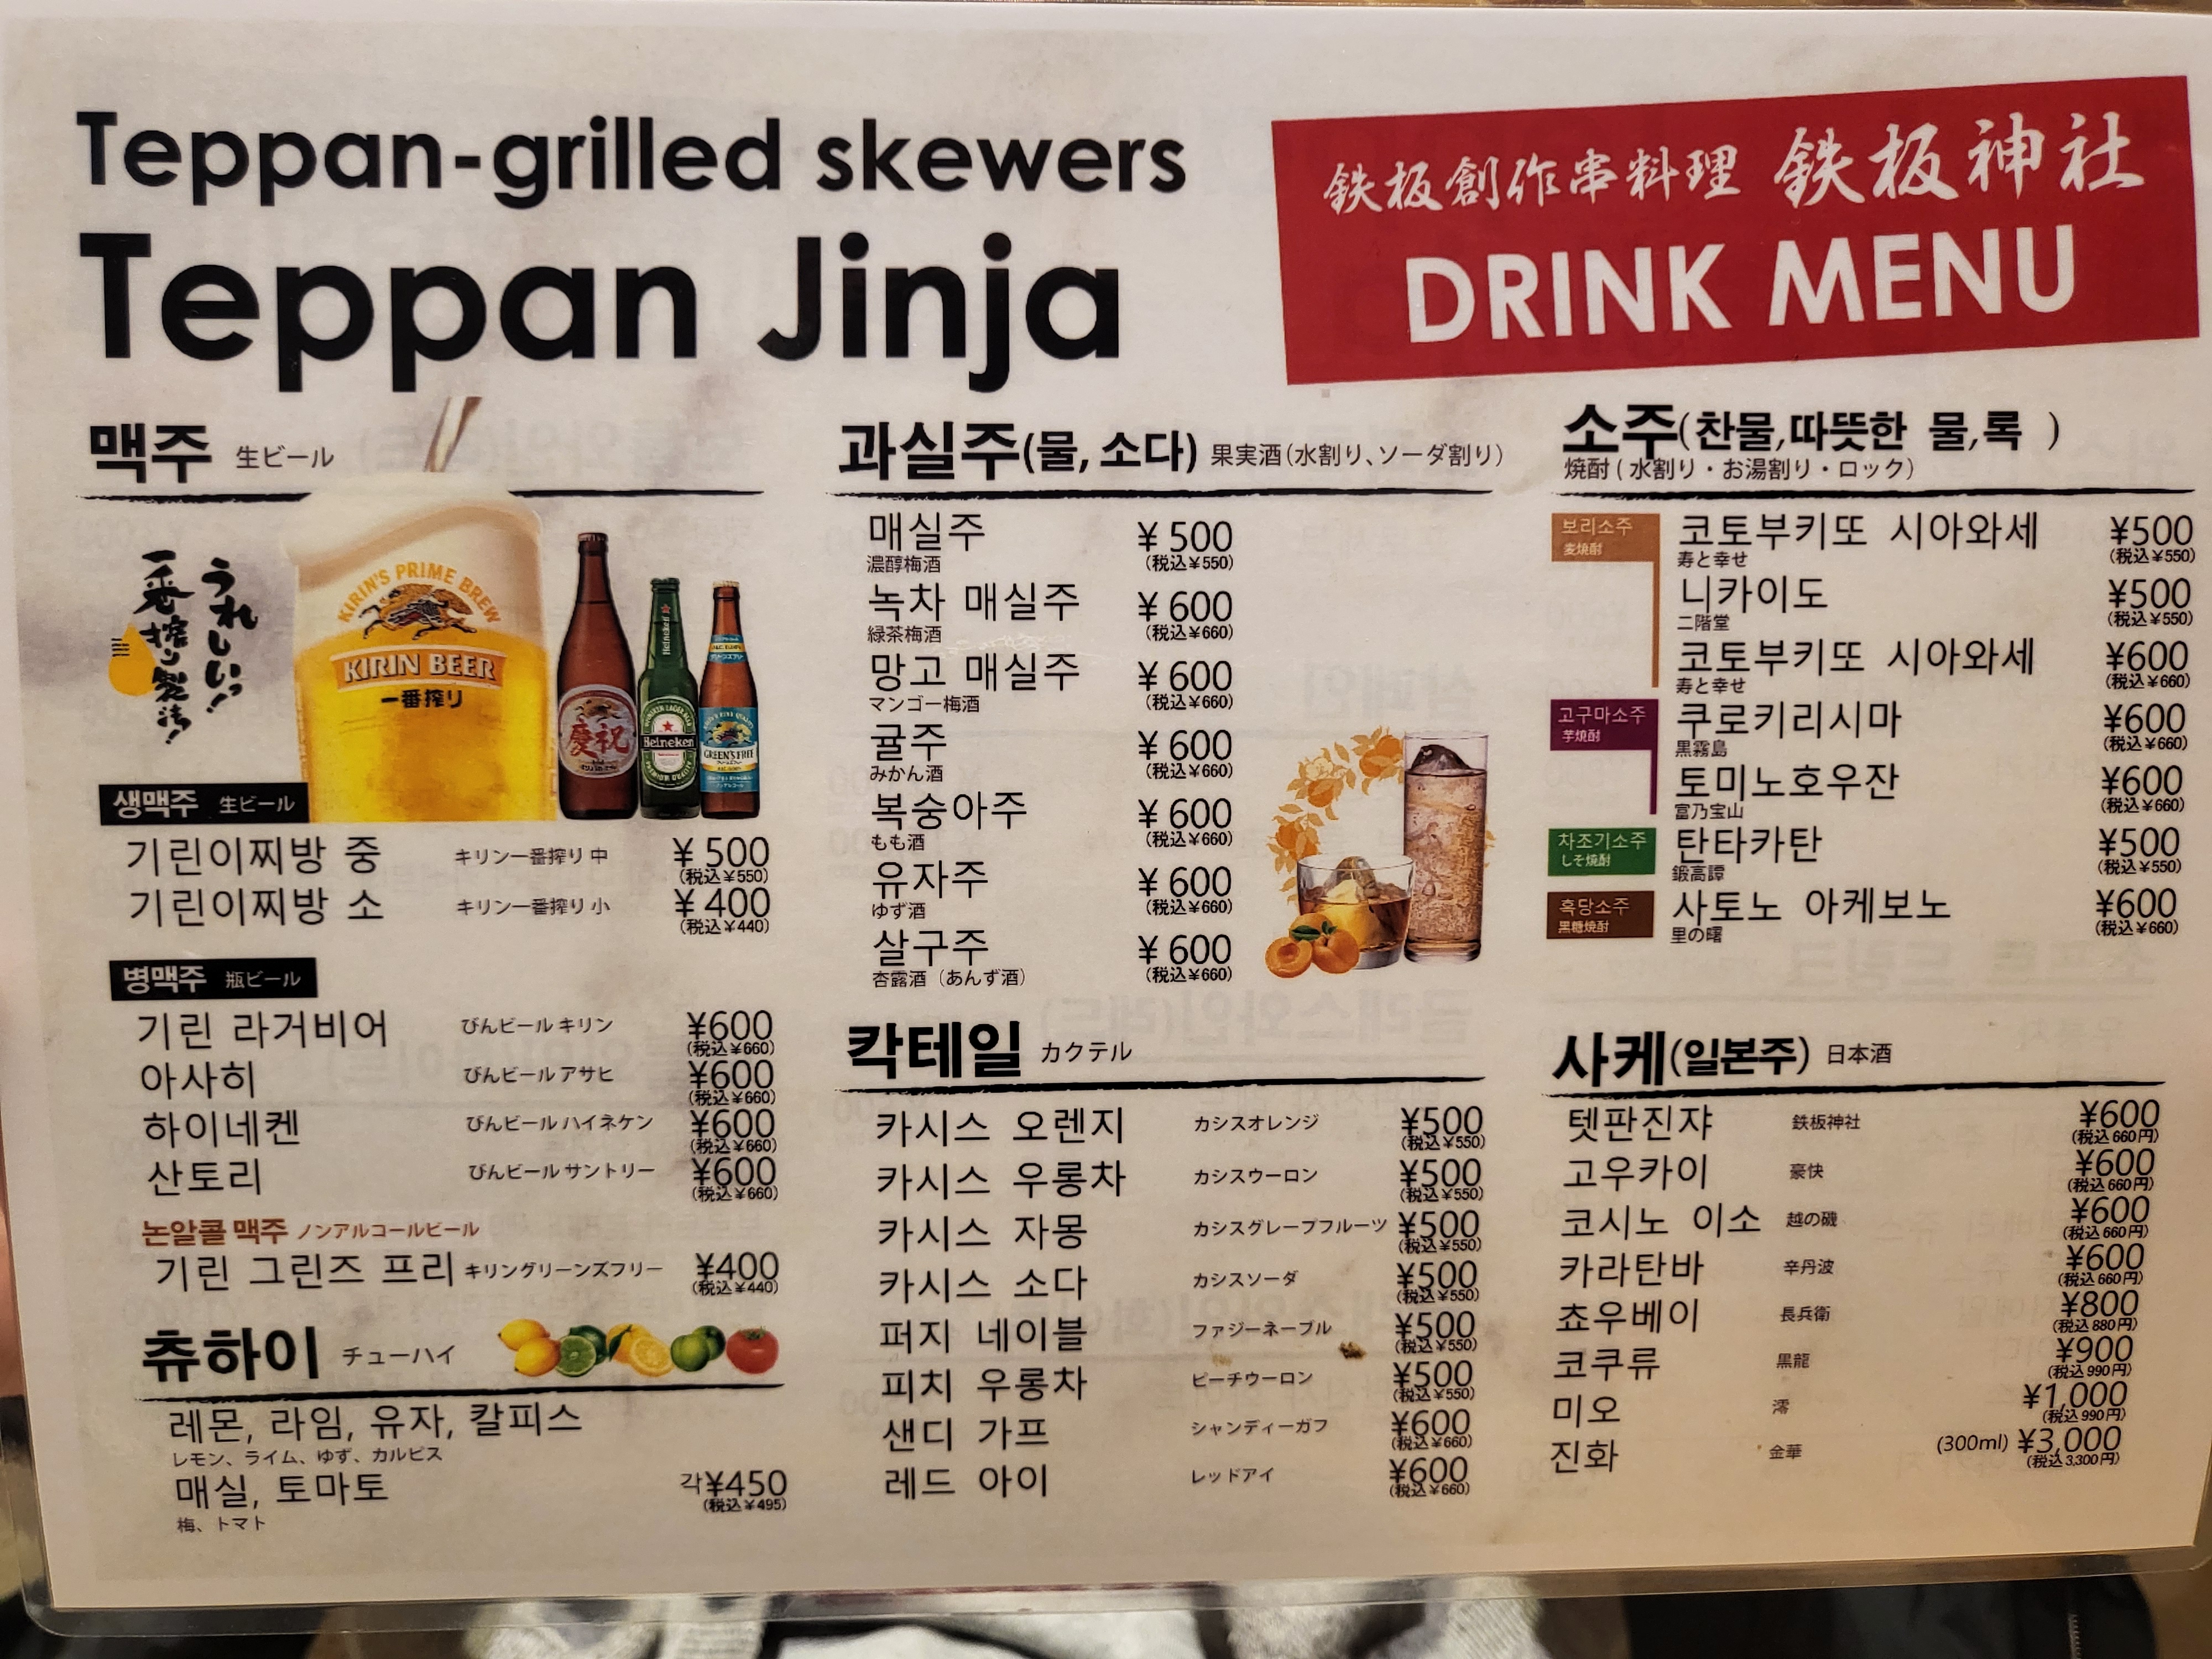 Teppan-grilled skewers
Teppan Jinja
鉄板創作串料理 鉄板神社
DRINK MENU
맥주 生ビール
うれしいっ!
一番搾り製法!
KIRIN'S PRIME BREW
KIRIN BEER
一番搾り
慶祝
Heineken
Heineken
GREEN'S FREE
생맥주 生ビール
기린이찌방 중 キリン一番搾り 中 ¥500
(税込¥550)
기린이찌방 소 キリン一番搾り 小 ¥400
(税込¥440)
병맥주 瓶ビール
기린 라거비어 びんビール キリン ¥600
(税込¥660)
아사히 びんビール アサヒ ¥600
(税込¥660)
하이네켄 びんビール ハイネケン ¥600
(税込¥660)
산토리 びんビール サントリー ¥600
(税込¥660)
논알콜 맥주 ノンアルコールビール
기린 그린즈 프리 キリングリーンズフリー ¥400
(税込¥440)
츄하이 チューハイ
레몬, 라임, 유자, 칼피스
レモン、ライム、ゆず、カルピス
매실, 토마토 각¥450
梅、トマト (税込¥495)
과실주(물, 소다) 果実酒(水割り、ソーダ割り)
매실주 ¥500
濃醇梅酒 (税込¥550)
녹차 매실주 ¥600
緑茶梅酒 (税込¥660)
망고 매실주 ¥600
マンゴー梅酒 (税込¥660)
귤주 ¥600
みかん酒 (税込¥660)
복숭아주 ¥600
もも酒 (税込¥660)
유자주 ¥600
ゆず酒 (税込¥660)
살구주 ¥600
杏露酒（あんず酒） (税込¥660)
칵테일 カクテル
카시스 오렌지 カシスオレンジ ¥500
(税込¥550)
카시스 우롱차 カシスウーロン ¥500
(税込¥550)
카시스 자몽 カシスグレープフルーツ ¥500
(税込¥550)
카시스 소다 カシスソーダ ¥500
(税込¥550)
퍼지 네이블 ファジーネーブル ¥500
(税込¥550)
피치 우롱차 ピーチウーロン ¥500
(税込¥550)
샌디 가프 シャンディーガフ ¥600
(税込¥660)
레드 아이 レッドアイ ¥600
(税込¥660)
소주(찬물,따뜻한 물,록 )
焼酎(水割り・お湯割り・ロック)
보리소주 코토부키또 시아와세 ¥500
麦焼酎 寿と幸せ (税込¥550)
니카이도 ¥500
二階堂 (税込¥550)
코토부키또 시아와세 ¥600
寿と幸せ (税込¥660)
고구마소주 쿠로키리시마 ¥600
芋焼酎 黒霧島 (税込¥660)
토미노호우잔 ¥600
富乃宝山 (税込¥660)
차조기소주 탄타카탄 ¥500
しそ焼酎 鍛高譚 (税込¥550)
흑당소주 사토노 아케보노 ¥600
黒糖焼酎 里の曙 (税込¥660)
사케(일본주) 日本酒
텟판진쟈 鉄板神社 ¥600
(税込660円)
고우카이 豪快 ¥600
(税込660円)
코시노 이소 越の磯 ¥600
(税込660円)
카라탄바 辛丹波 ¥600
(税込660円)
쵸우베이 長兵衛 ¥800
(税込880円)
코쿠류 黒龍 ¥900
(税込990円)
미오 澪 ¥1,000
(税込990円)
진화 金華 (300ml) ¥3,000
(税込3,300円)